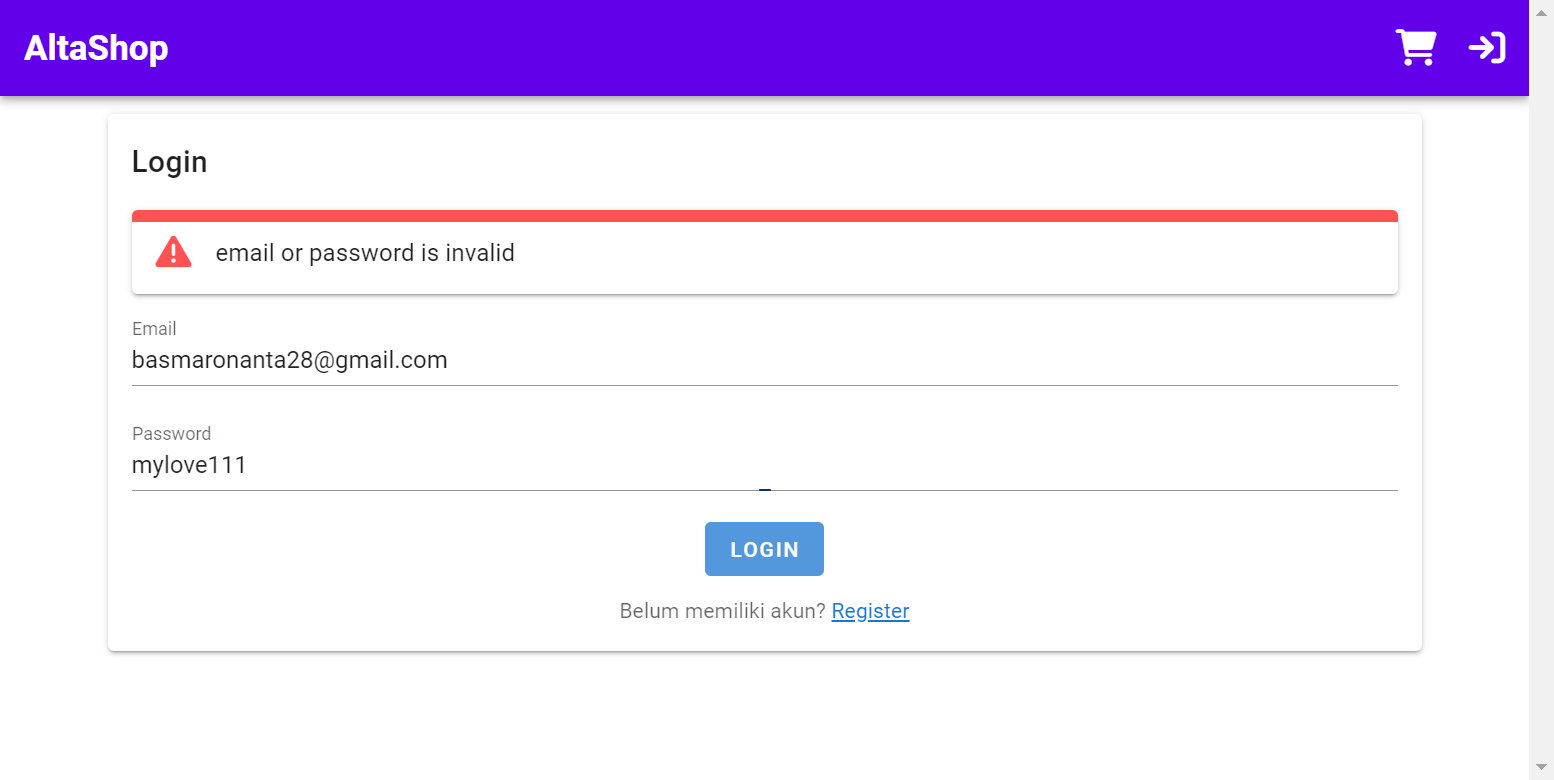 AltaShop
Login
email or password is invalid
Email
basmaronanta28@gmail.com
Password
mylove111
LOGIN
Belum memiliki akun? Register